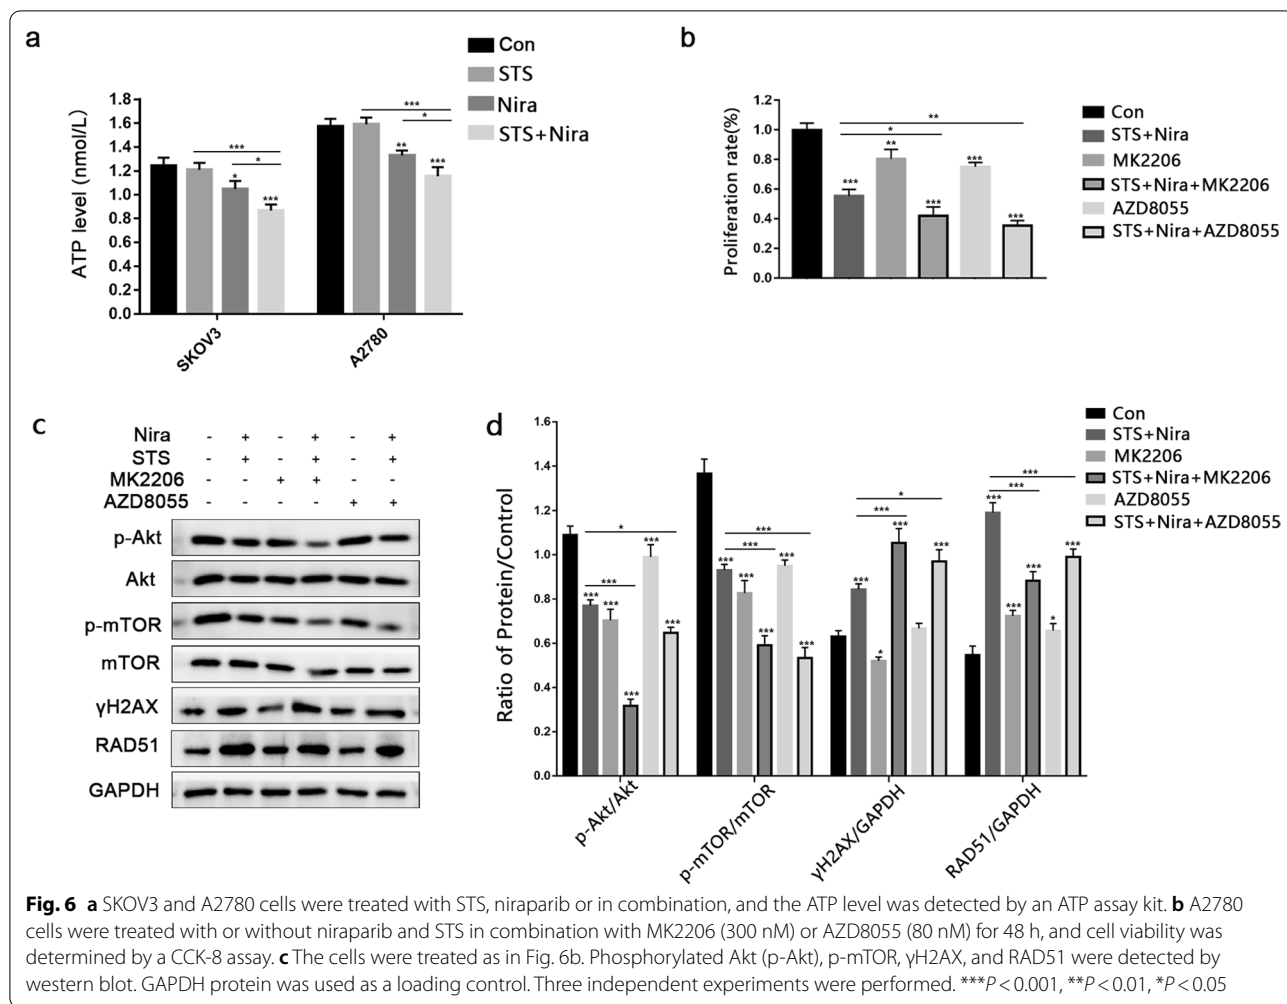 a
Con
STS
Nira
STS+Nira
ATP level (nmol/L)
1.8
1.6
1.4
1.2
1.0
0.8
1.6
1.4
1.2
0.0
***
*
*
***
***
*
**
***
SKOV3
A2780
b
Con
STS+Nira
MK2206
STS+Nira+MK2206
AZD8055
STS+Nira+AZD8055
Proliferation rate(%)
1.2
1.0
0.8
0.6
0.4
0.2
0.0
**
*
***
**
***
***
***
c
Nira - + - + - +
STS - + - + - +
MK2206 - - + + - -
AZD8055 - - - - + +
p-Akt
Akt
p-mTOR
mTOR
γH2AX
RAD51
GAPDH
d
Con
STS+Nira
MK2206
STS+Nira+MK2206
AZD8055
STS+Nira+AZD8055
Ratio of Protein/Control
1.6
1.4
1.2
1.0
0.8
0.6
0.4
0.2
0.0
*
***
***
***
***
***
***
***
***
***
***
***
***
***
*
***
***
*
***
***
***
***
***
***
***
*
***
p-Akt/Akt
p-mTOR/mTOR
γH2AX/GAPDH
RAD51/GAPDH
Fig. 6 a SKOV3 and A2780 cells were treated with STS, niraparib or in combination, and the ATP level was detected by an ATP assay kit. b A2780
cells were treated with or without niraparib and STS in combination with MK2206 (300 nM) or AZD8055 (80 nM) for 48 h, and cell viability was
determined by a CCK-8 assay. c The cells were treated as in Fig. 6b. Phosphorylated Akt (p-Akt), p-mTOR, γH2AX, and RAD51 were detected by
western blot. GAPDH protein was used as a loading control. Three independent experiments were performed. ***P < 0.001, **P < 0.01, *P < 0.05